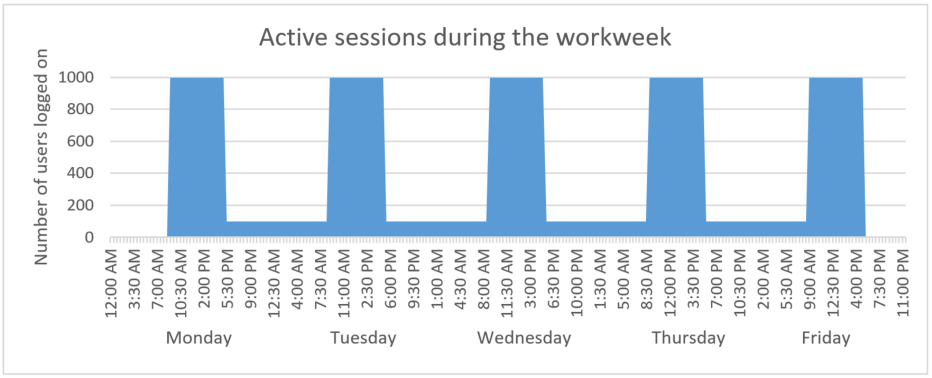 Active sessions during the workweek
Number of users logged on
1000
800
600
400
200
0
12:00 AM
3:30 AM
7:00 AM
10:30 AM
2:00 PM
5:30 PM
9:00 PM
12:30 AM
4:00 AM
7:30 AM
11:00 AM
2:30 PM
6:00 PM
9:30 PM
1:00 AM
4:30 AM
8:00 AM
11:30 AM
3:00 PM
6:30 PM
10:00 PM
1:30 AM
5:00 AM
8:30 AM
12:00 PM
3:30 PM
7:00 PM
10:30 PM
2:00 AM
5:30 AM
9:00 AM
12:30 PM
4:00 PM
7:30 PM
11:00 PM
Monday
Tuesday
Wednesday
Thursday
Friday